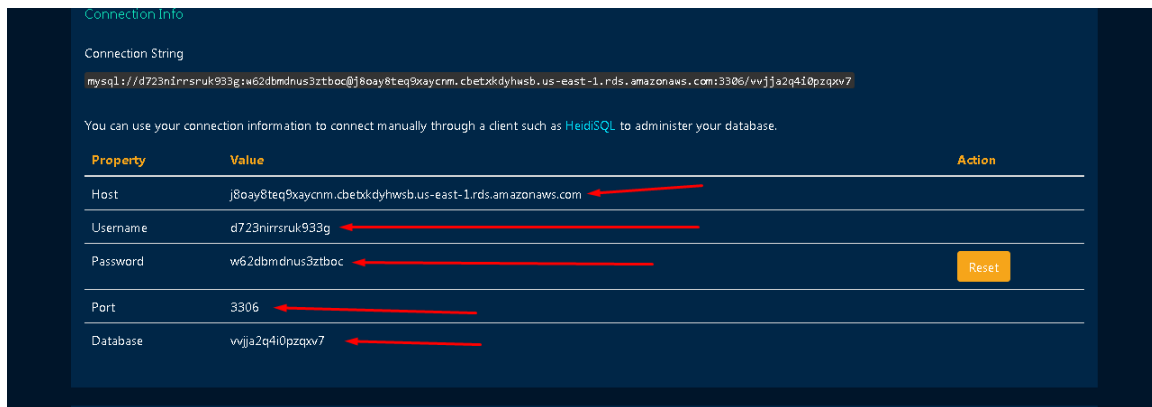 Connection Info
Connection String
mysql://d723nirrsruk933g:w62dbmdnus3ztboc@j8oay8teq9xaycnm.cbetxkdyhwsb.us-east-1.rds.amazonaws.com:3306/vvjja2q4i0pzqxv7
You can use your connection information to connect manually through a client such as HeidiSQL to administer your database.
Property Value Action
Host j8oay8teq9xaycnm.cbetxkdyhwsb.us-east-1.rds.amazonaws.com
Username d723nirrsruk933g
Password w62dbmdnus3ztboc Reset
Port 3306
Database vvjja2q4i0pzqxv7